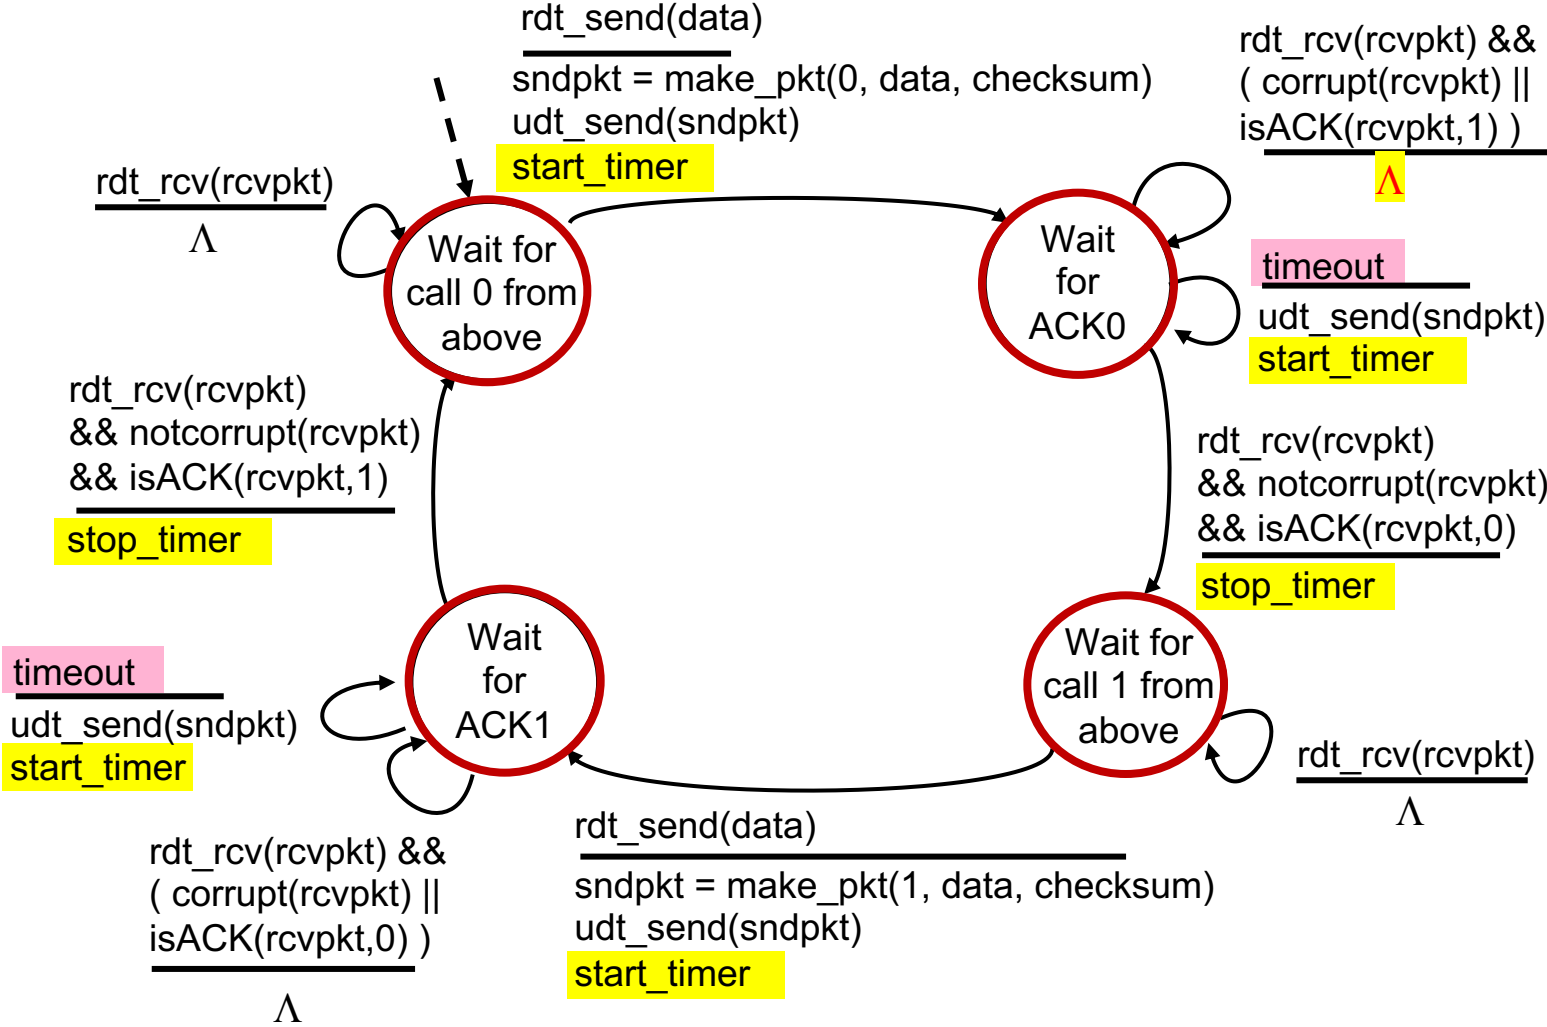 rdt_send(data)
sndpkt = make_pkt(0, data, checksum)
udt_send(sndpkt)
start_timer
rdt_rcv(rcvpkt) &&
( corrupt(rcvpkt) ||
isACK(rcvpkt,1) )
Λ
rdt_rcv(rcvpkt)
Λ
Wait for
call 0 from
above
Wait
for
ACK0
timeout
udt_send(sndpkt)
start_timer
rdt_rcv(rcvpkt)
&& notcorrupt(rcvpkt)
&& isACK(rcvpkt,1)
stop_timer
rdt_rcv(rcvpkt)
&& notcorrupt(rcvpkt)
&& isACK(rcvpkt,0)
stop_timer
Wait
for
ACK1
Wait for
call 1 from
above
timeout
udt_send(sndpkt)
start_timer
rdt_rcv(rcvpkt)
Λ
rdt_rcv(rcvpkt) &&
( corrupt(rcvpkt) ||
isACK(rcvpkt,0) )
Λ
rdt_send(data)
sndpkt = make_pkt(1, data, checksum)
udt_send(sndpkt)
start_timer